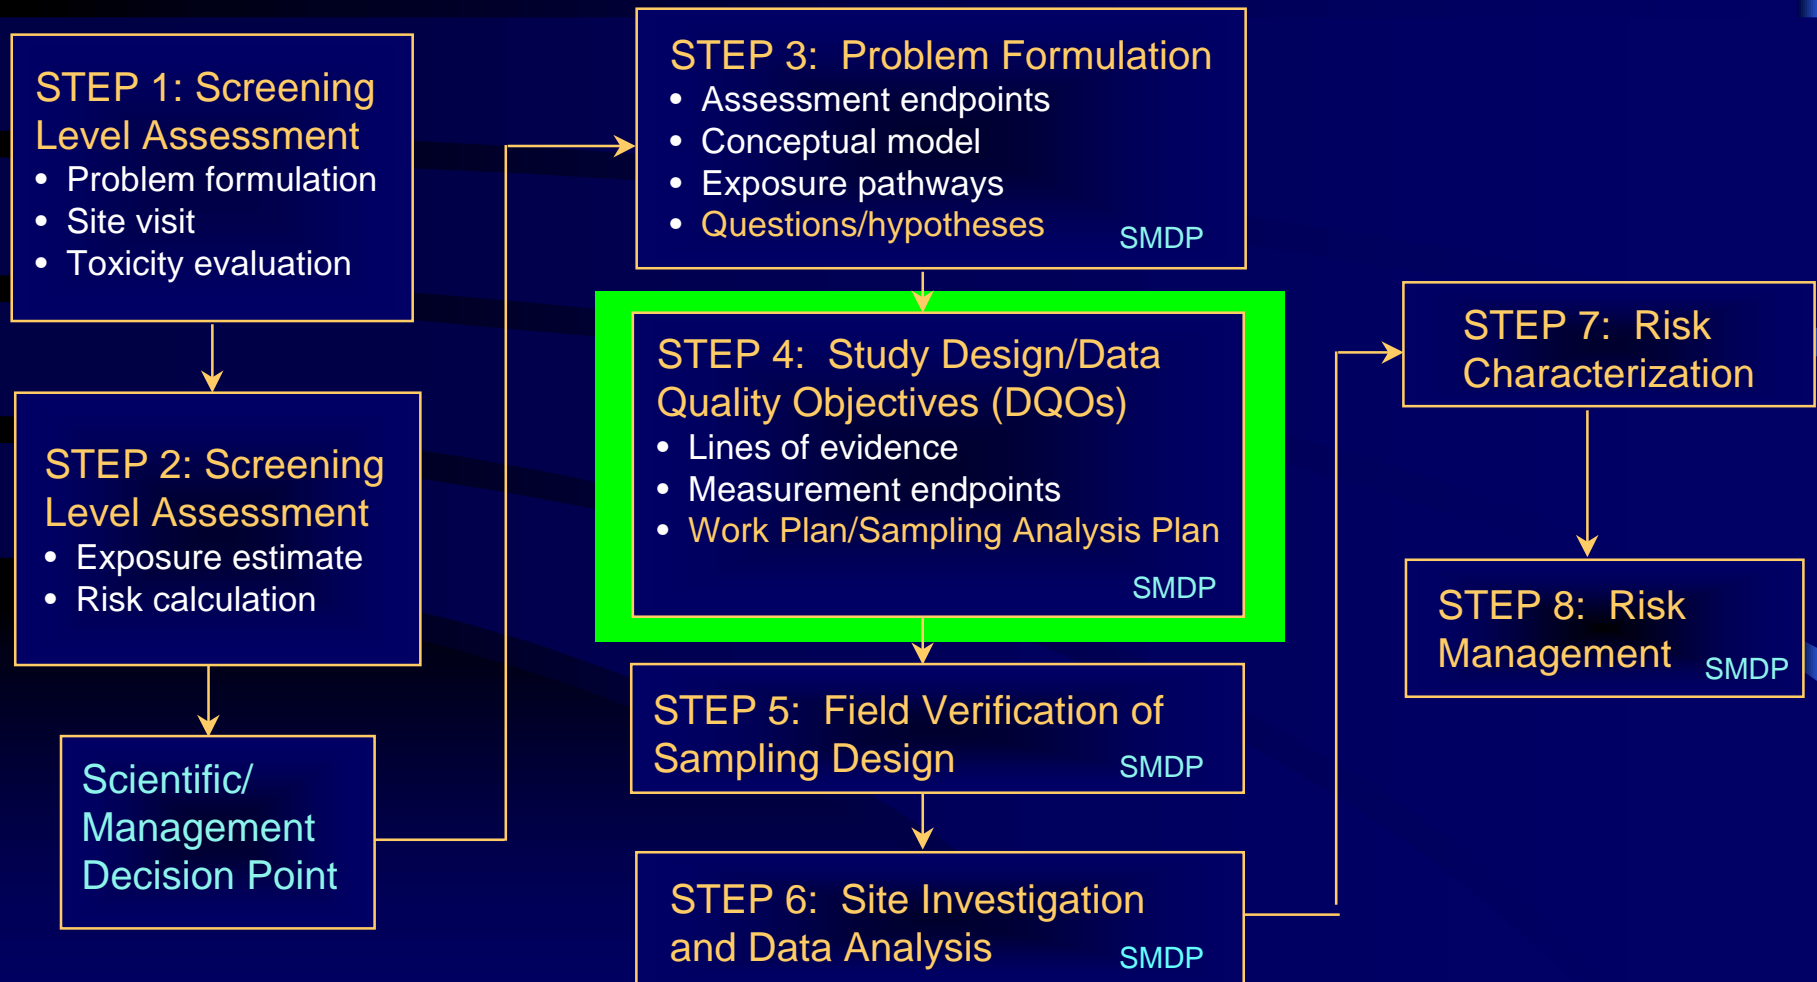 STEP 1: Screening
Level Assessment
• Problem formulation
• Site visit
• Toxicity evaluation
STEP 2: Screening
Level Assessment
• Exposure estimate
• Risk calculation
Scientific/
Management
Decision Point
STEP 3: Problem Formulation
• Assessment endpoints
• Conceptual model
• Exposure pathways
• Questions/hypotheses
SMDP
STEP 4: Study Design/Data
Quality Objectives (DQOs)
• Lines of evidence
• Measurement endpoints
• Work Plan/Sampling Analysis Plan
SMDP
STEP 5: Field Verification of
Sampling Design
SMDP
STEP 6: Site Investigation
and Data Analysis
SMDP
STEP 7: Risk
Characterization
STEP 8: Risk
Management
SMDP